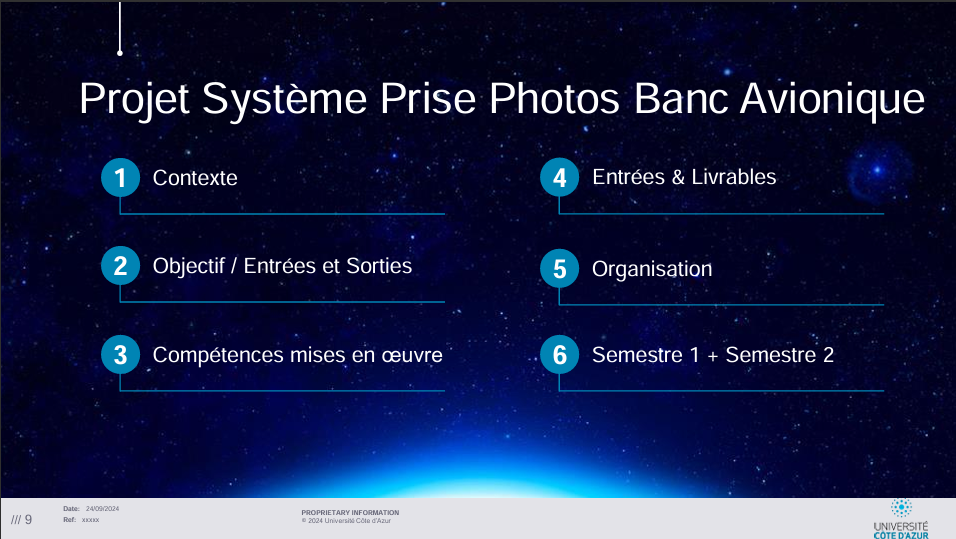 Projet Système Prise Photos Banc Avionique
1 Contexte
2 Objectif / Entrées et Sorties
3 Compétences mises en œuvre
4 Entrées & Livrables
5 Organisation
6 Semestre 1 + Semestre 2
/// 9
Date: 24/09/2024
Ref: xxxxx
PROPRIETARY INFORMATION
© 2024 Université Côte d'Azur
UNIVERSITÉ
CÔTE D'AZUR